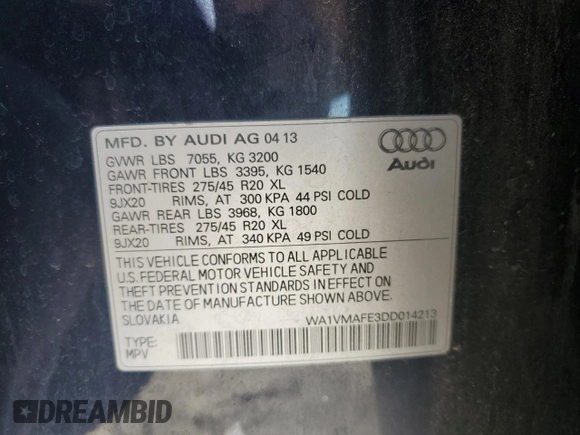 MFD. BY AUDI AG 04 13
GVWR LBS 7055, KG 3200
GAWR FRONT LBS 3395, KG 1540
FRONT-TIRES 275/45 R20 XL
9JX20 RIMS, AT 300 KPA 44 PSI COLD
GAWR REAR LBS 3968, KG 1800
REAR-TIRES 275/45 R20 XL
9JX20 RIMS, AT 340 KPA 49 PSI COLD
Audi
THIS VEHICLE CONFORMS TO ALL APPLICABLE
U.S. FEDERAL MOTOR VEHICLE SAFETY AND
THEFT PREVENTION STANDARDS IN EFFECT ON
THE DATE OF MANUFACTURE SHOWN ABOVE.
SLOVAKIA
WA1VMAFE3DD014213
TYPE:
MPV
DREAMBID